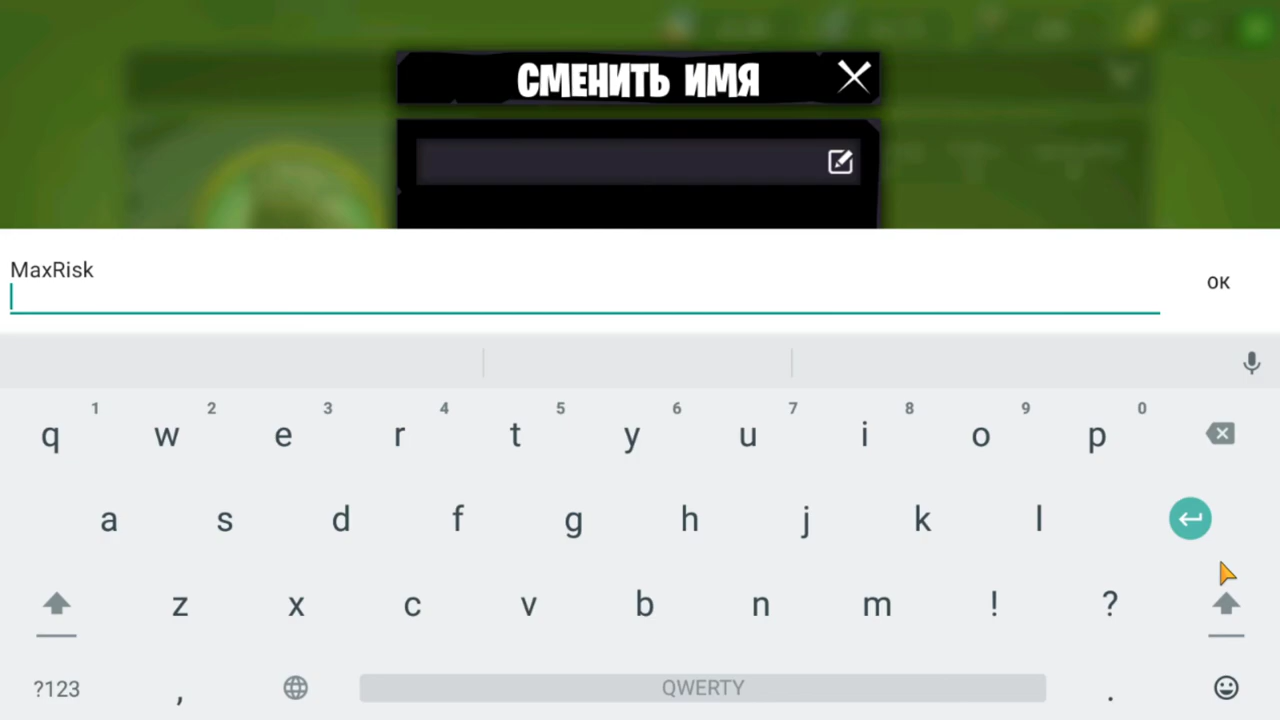 СМЕНИТЬ ИМЯ
MaxRisk
ОК
1 2 3 4 5 6 7 8 9 0
q w e r t y u i o p
a s d f g h j k l
z x c v b n m ! ?
?123 , QWERTY .